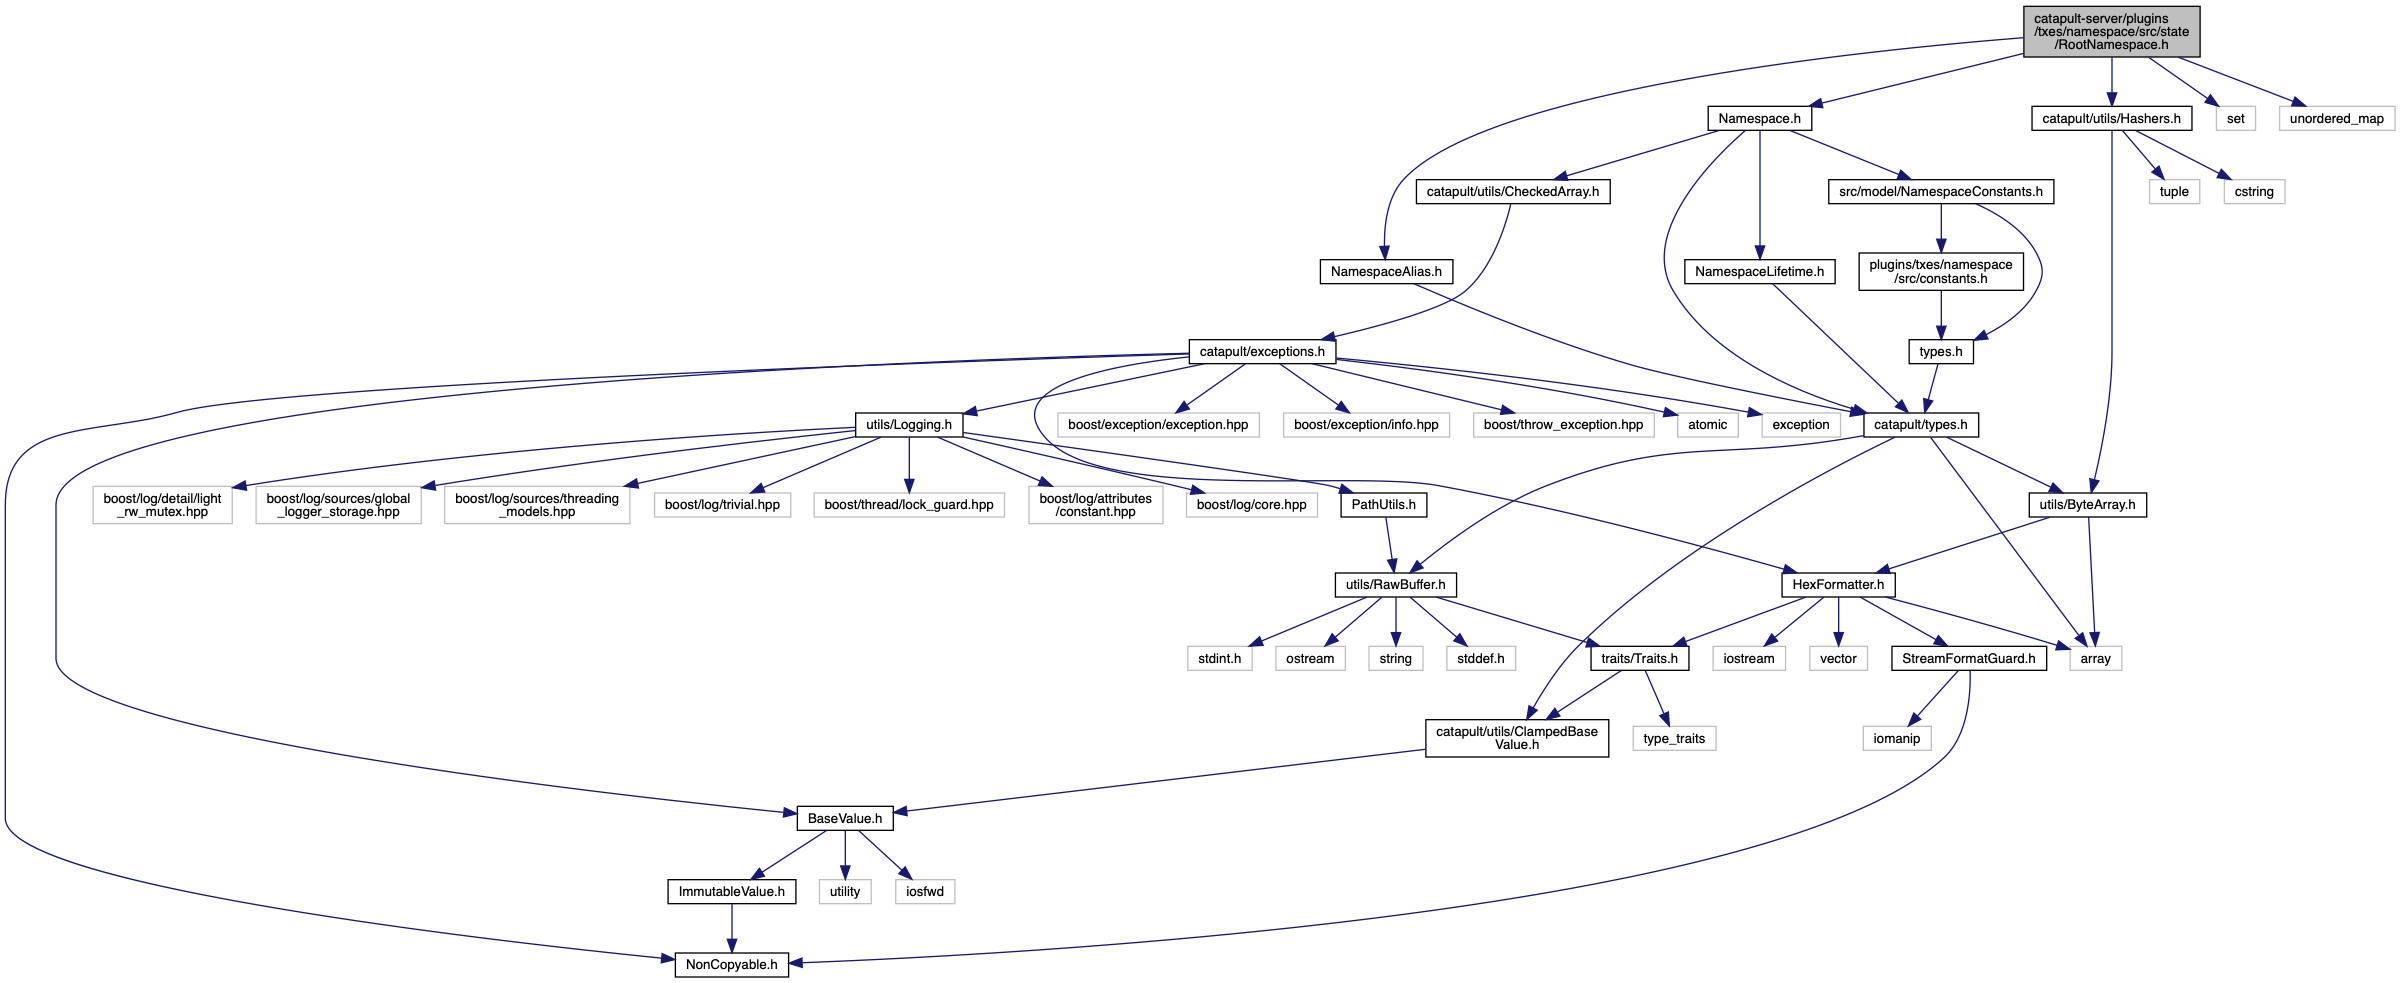 catapult-server/plugins
/txes/namespace/src/state
/RootNamespace.h
Namespace.h
catapult/utils/Hashers.h
set
unordered_map
catapult/utils/CheckedArray.h
src/model/NamespaceConstants.h
tuple
cstring
NamespaceAlias.h
NamespaceLifetime.h
plugins/txes/namespace
/src/constants.h
catapult/exceptions.h
types.h
utils/Logging.h
boost/exception/exception.hpp
boost/exception/info.hpp
boost/throw_exception.hpp
atomic
exception
catapult/types.h
boost/log/detail/light
_rw_mutex.hpp
boost/log/sources/global
_logger_storage.hpp
boost/log/sources/threading
_models.hpp
boost/log/trivial.hpp
boost/thread/lock_guard.hpp
boost/log/attributes
/constant.hpp
boost/log/core.hpp
PathUtils.h
utils/ByteArray.h
utils/RawBuffer.h
HexFormatter.h
stdint.h
ostream
string
stddef.h
traits/Traits.h
iostream
vector
StreamFormatGuard.h
array
catapult/utils/ClampedBase
Value.h
type_traits
iomanip
BaseValue.h
ImmutableValue.h
utility
iosfwd
NonCopyable.h